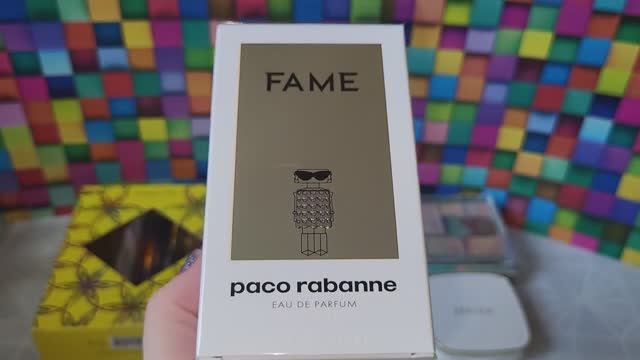 FAME
paco rabanne
EAU DE PARFUM